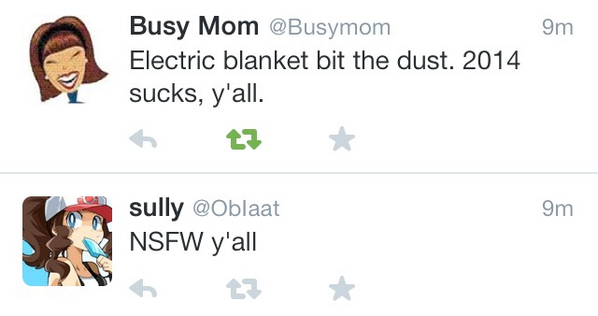 Busy Mom @Busymom 9m
Electric blanket bit the dust. 2014
sucks, y'all.
sully @Oblaat 9m
NSFW y'all